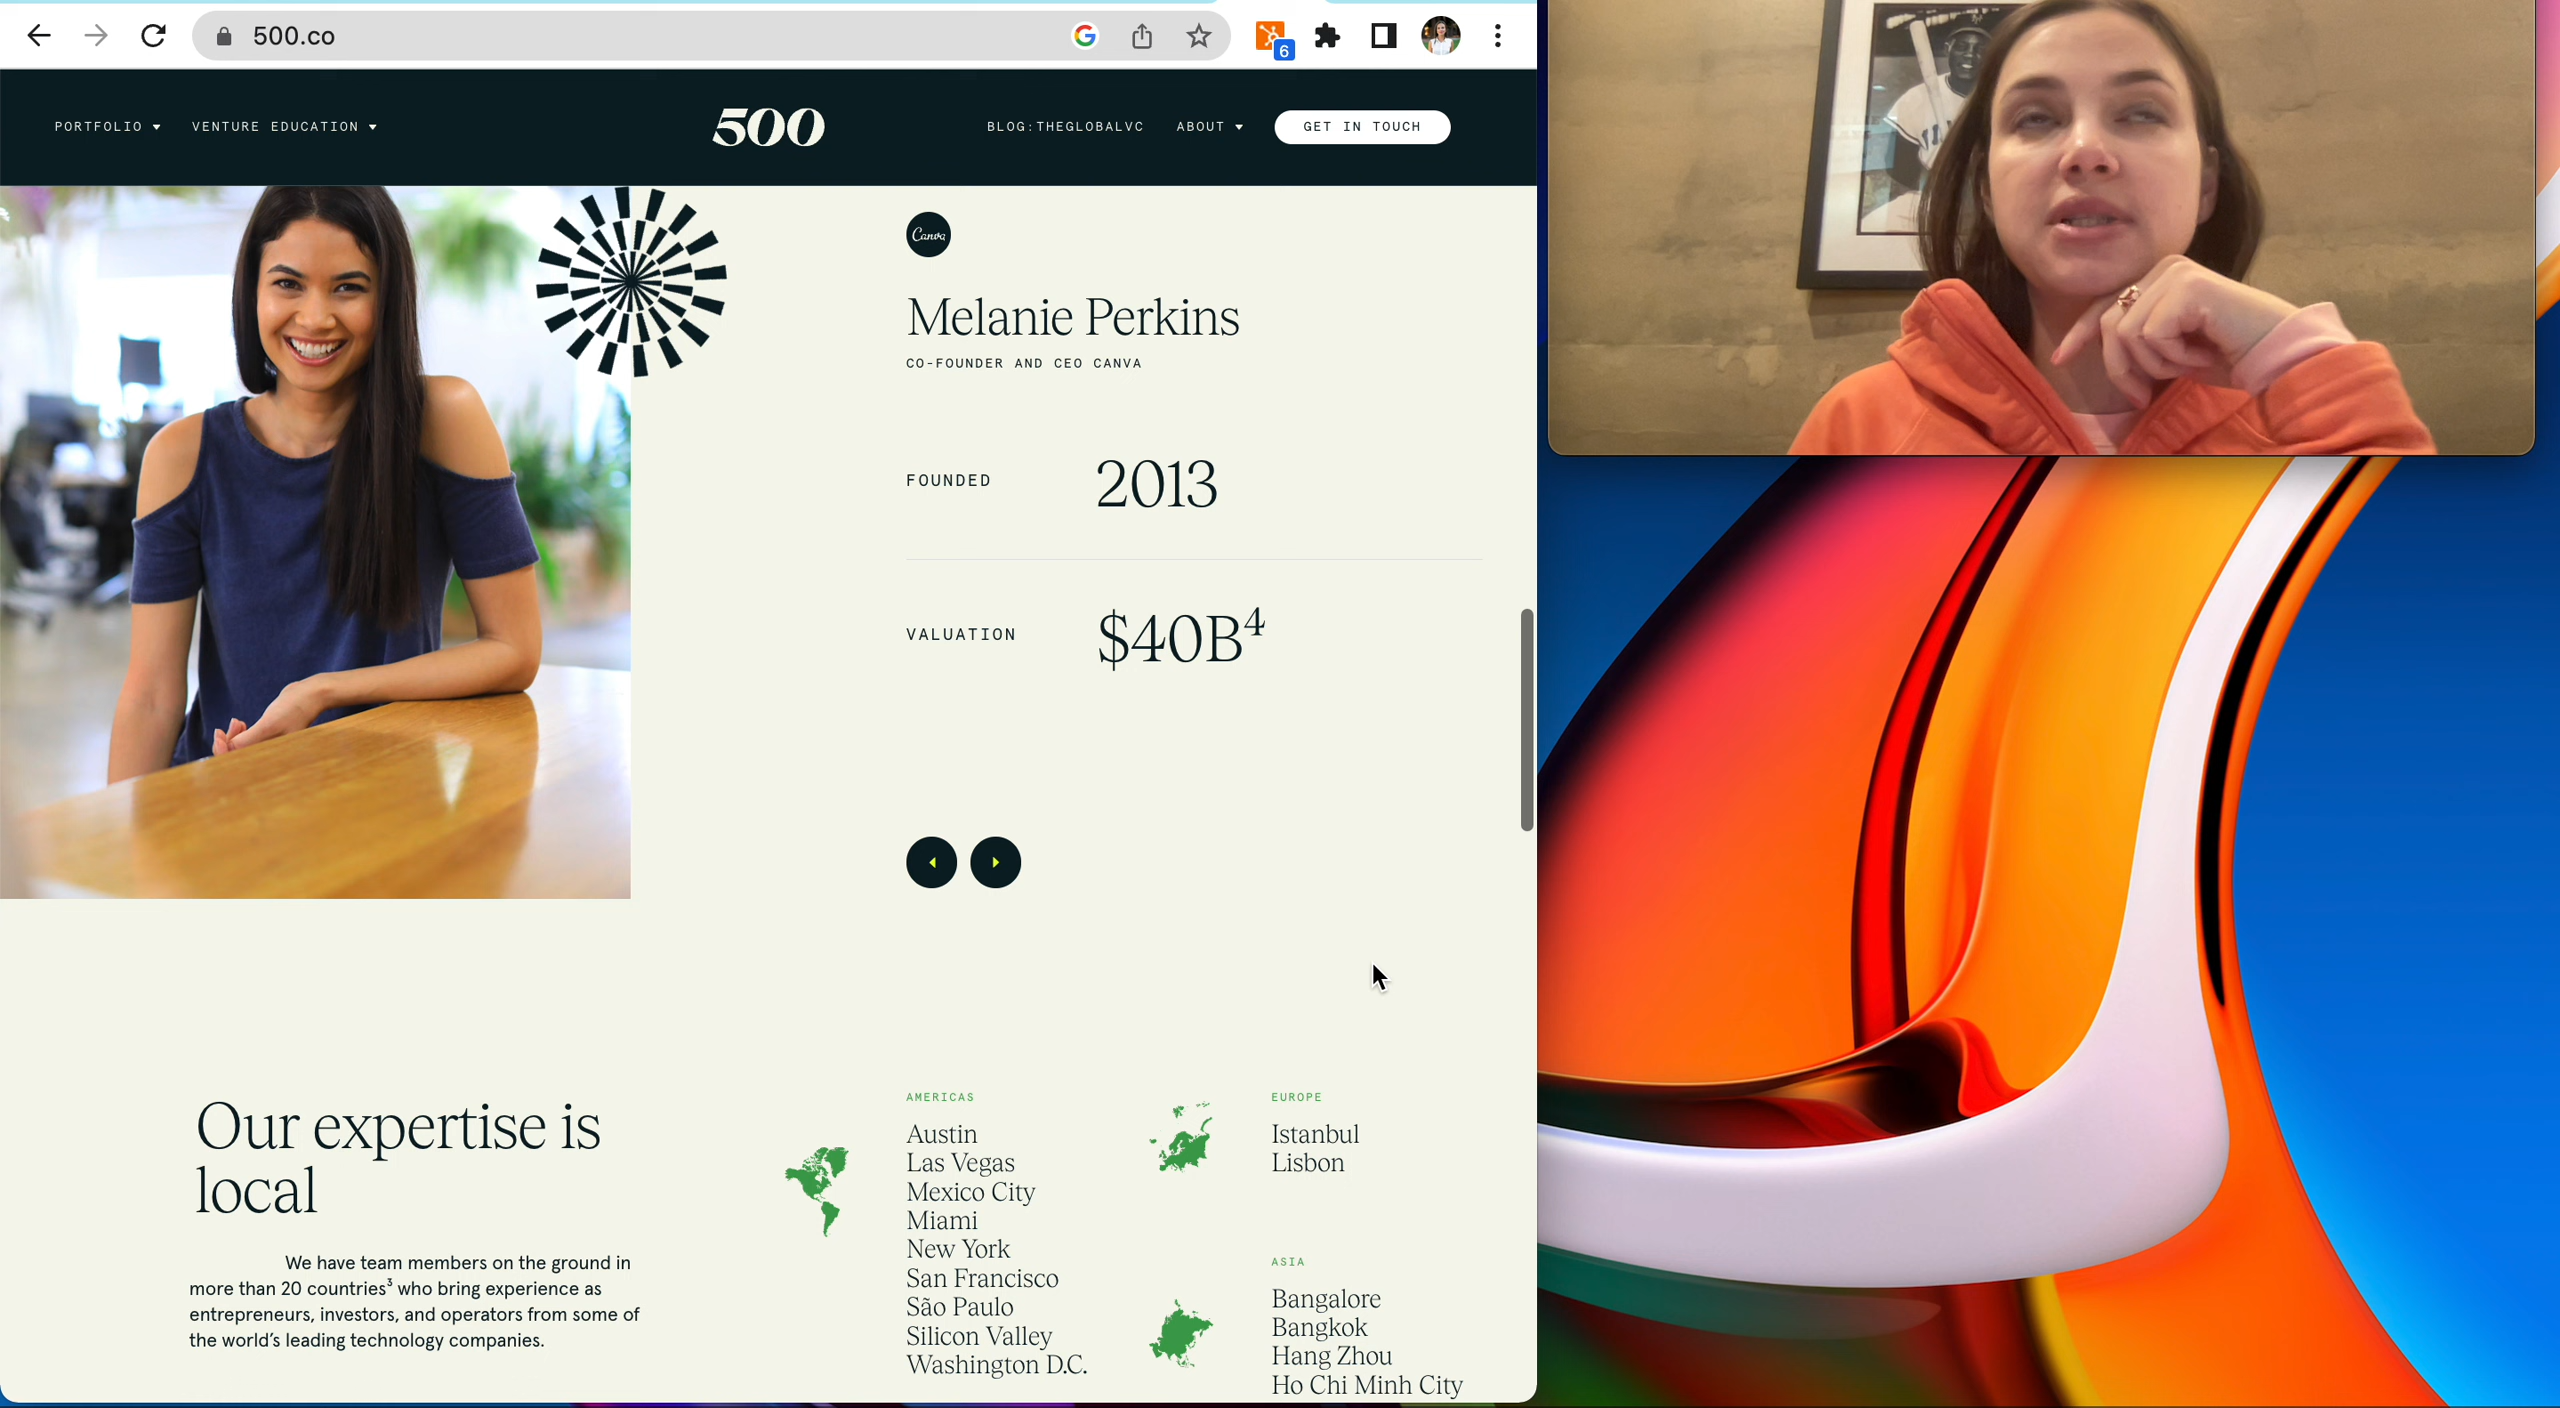 500.co
6
PORTFOLIO
VENTURE EDUCATION
500
BLOG:THEGLOBALVC
ABOUT
GET IN TOUCH
Canva
Melanie Perkins
CO-FOUNDER AND CEO CANVA
FOUNDED 2013
VALUATION $40B⁴
Our expertise is
local
We have team members on the ground in
more than 20 countries³ who bring experience as
entrepreneurs, investors, and operators from some of
the world’s leading technology companies.
AMERICAS
Austin
Las Vegas
Mexico City
Miami
New York
San Francisco
São Paulo
Silicon Valley
Washington D.C.
EUROPE
Istanbul
Lisbon
ASIA
Bangalore
Bangkok
Hang Zhou
Ho Chi Minh City